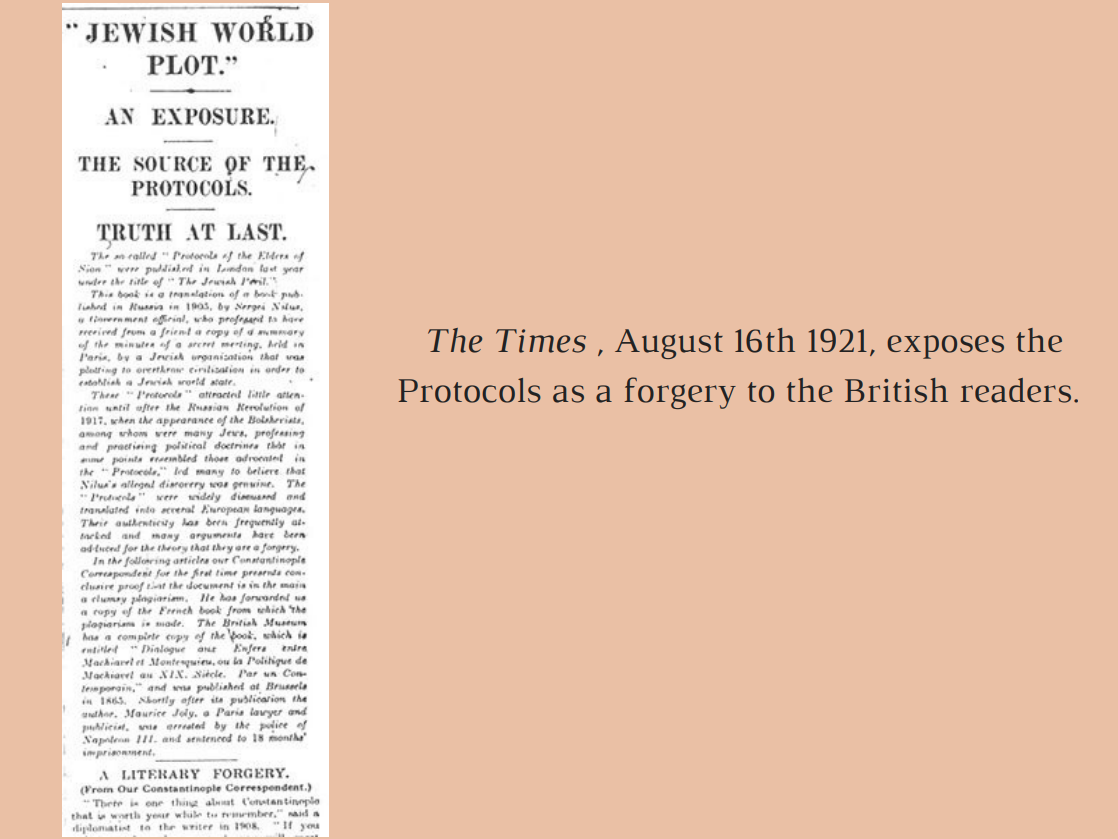 “JEWISH WORLD
PLOT.”
AN EXPOSURE.
THE SOURCE OF THE
PROTOCOLS.
TRUTH AT LAST.
The so called “Protocols of the Elders of
Sion” were published in London last year
under the title of “The Jewish Peril.”
This book is a translation of a book pub-
lished in Russia in 1905, by Sergei Nilus,
a Government official, who professed to have
received from a friend a copy of a summary
of the minutes of a secret meeting, held in
Paris, by a Jewish organization that was
plotting to overthrow civilization in order to
establish a Jewish world state.
These “Protocols” attracted little atten-
tion until after the Russian Revolution of
1917, when the appearance of the Bolshevists,
among whom were many Jews, professing
and practising political doctrines that in
some points resembled those advocated in
the “Protocols,” led many to believe that
Nilus's alleged discovery was genuine. The
“Protocols” were widely discussed and
translated into several European languages.
Their authenticity has been frequently at-
tacked and many arguments have been
adduced for the theory that they are a forgery.
In the following articles our Constantinople
Correspondent for the first time presents con-
clusive proof that the document is in the main
a clumsy plagiarism. He has forwarded us
a copy of the French book from which the
plagiarism is made. The British Museum
has a complete copy of the book, which is
entitled “Dialogue aux Enfers entre
Machiavel et Montesquieu, ou la Politique de
Machiavel au XIX. Siècle. Par un Con-
temporain,” and was published at Brussels
in 1865. Shortly after its publication the
author, Maurice Joly, a Paris lawyer and
publicist, was arrested by the police of
Napoleon III. and sentenced to 18 months'
imprisonment.
A LITERARY FORGERY.
(From Our Constantinople Correspondent.)
“There is one thing about Constantinople
that is worth your while to remember,” said a
diplomatist to the writer in 1908. “If you
The Times , August 16th 1921, exposes the
Protocols as a forgery to the British readers.